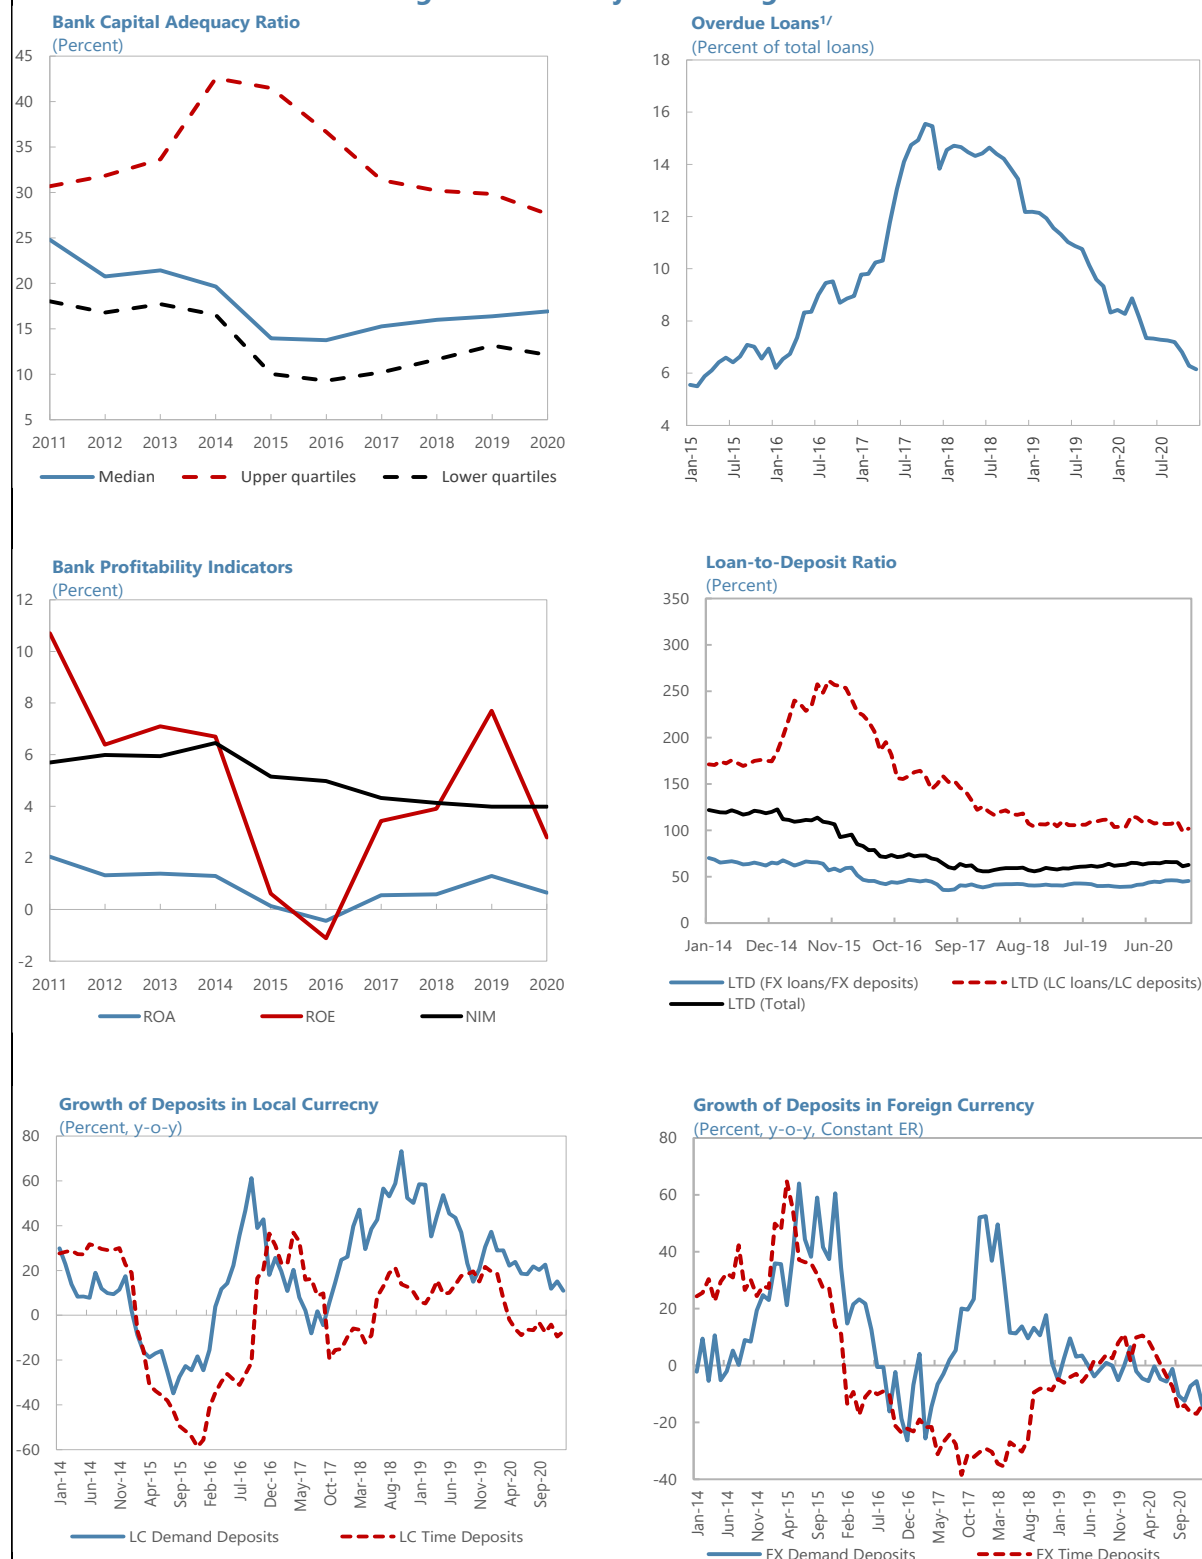 Bank Capital Adequacy Ratio
(Percent)
45
40
35
30
25
20
15
10
5
2011 2012 2013 2014 2015 2016 2017 2018 2019 2020
Median Upper quartiles Lower quartiles
Overdue Loans1/
(Percent of total loans)
18
16
14
12
10
8
6
4
Jan-15 Jul-15 Jan-16 Jul-16 Jan-17 Jul-17 Jan-18 Jul-18 Jan-19 Jul-19 Jan-20 Jul-20
Bank Profitability Indicators
(Percent)
12
10
8
6
4
2
0
-2
2011 2012 2013 2014 2015 2016 2017 2018 2019 2020
ROA ROE NIM
Loan-to-Deposit Ratio
(Percent)
350
300
250
200
150
100
50
0
Jan-14 Dec-14 Nov-15 Oct-16 Sep-17 Aug-18 Jul-19 Jun-20
LTD (FX loans/FX deposits) LTD (LC loans/LC deposits)
LTD (Total)
Growth of Deposits in Local Currecny
(Percent, y-o-y)
80
60
40
20
0
-20
-40
-60
Jan-14 Jun-14 Nov-14 Apr-15 Sep-15 Feb-16 Jul-16 Dec-16 May-17 Oct-17 Mar-18 Aug-18 Jan-19 Jun-19 Nov-19 Apr-20 Sep-20
LC Demand Deposits LC Time Deposits
Growth of Deposits in Foreign Currency
(Percent, y-o-y, Constant ER)
80
60
40
20
0
-20
-40
Jan-14 Jun-14 Nov-14 Apr-15 Sep-15 Feb-16 Jul-16 Dec-16 May-17 Oct-17 Mar-18 Aug-18 Jan-19 Jun-19 Nov-19 Apr-20 Sep-20
FX Demand Deposits FX Time Deposits